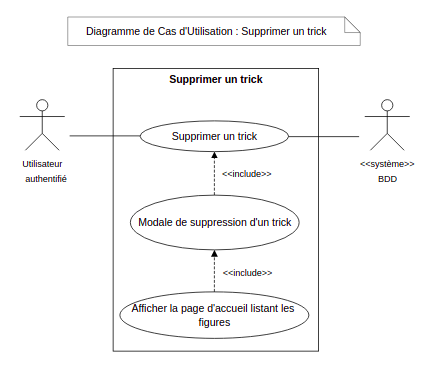 Diagramme de Cas d'Utilisation : Supprimer un trick
Supprimer un trick
Supprimer un trick
Utilisateur
authentifié
<<système>>
BDD
<<include>>
Modale de suppression d'un trick
<<include>>
Afficher la page d'accueil listant les
figures